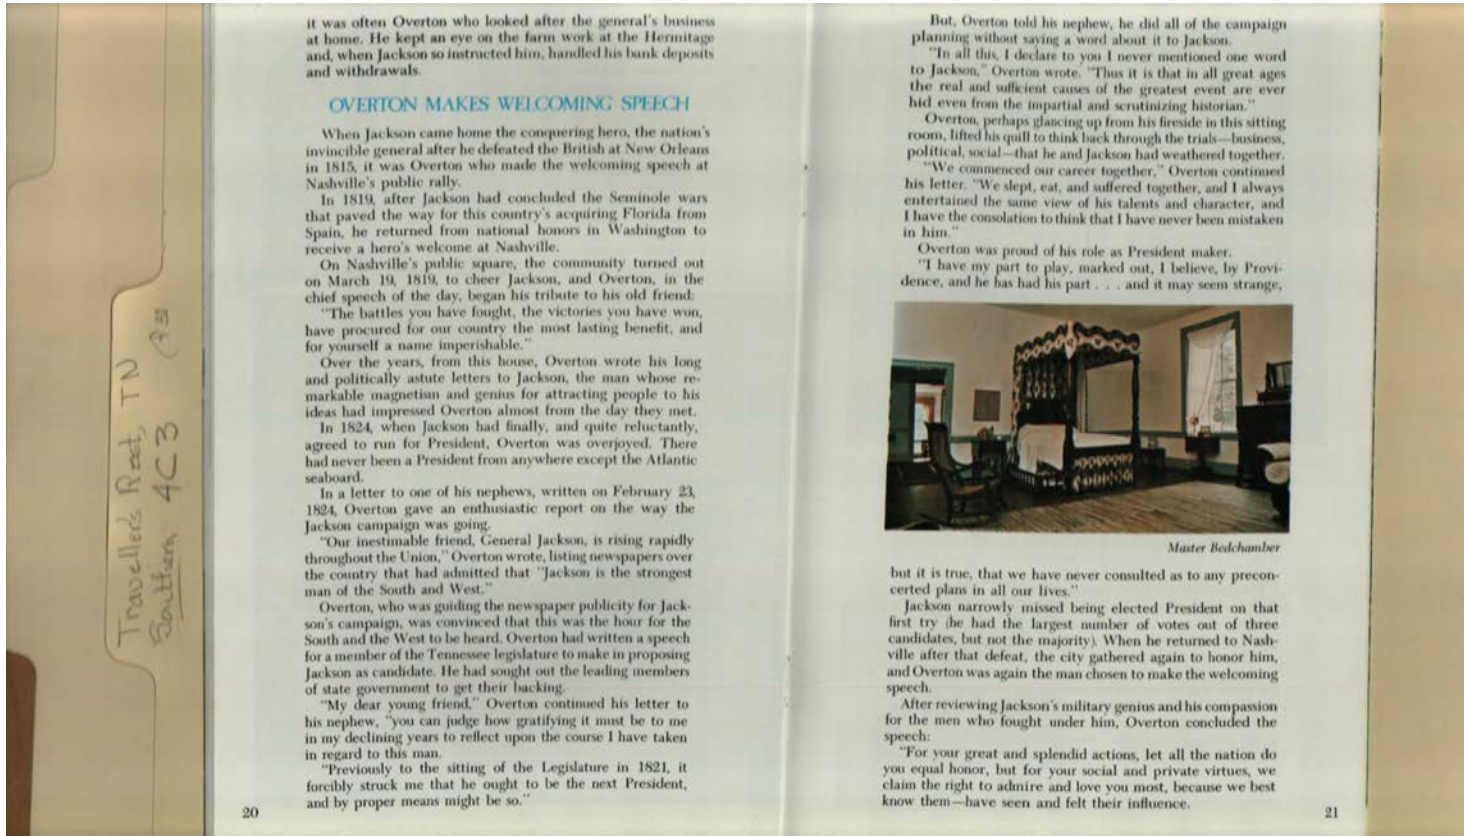 Travellers Rest, TN
Southern 4C3
it was often Overton who looked after the general's business
at home. He kept an eye on the farm work at the Hermitage
and, when Jackson so instructed him, handled his bank deposits
and withdrawals.
OVERTON MAKES WELCOMING SPEECH
When Jackson came home the conquering hero, the nation's
invincible general after he defeated the British at New Orleans
in 1815, it was Overton who made the welcoming speech at
Nashville's public rally.
In 1819, after Jackson had concluded the Seminole wars
that paved the way for this country's acquiring Florida from
Spain, he returned from national honors in Washington to
receive a hero's welcome at Nashville.
On Nashville's public square, the community turned out
on March 19, 1819, to cheer Jackson, and Overton, in the
chief speech of the day, began his tribute to his old friend:
"The battles you have fought, the victories you have won,
have procured for our country the most lasting benefit, and
for yourself a name imperishable."
Over the years, from this house, Overton wrote his long
and politically astute letters to Jackson, the man whose re-
markable magnetism and genius for attracting people to his
ideas had impressed Overton almost from the day they met.
In 1824, when Jackson had finally, and quite reluctantly,
agreed to run for President, Overton was overjoyed. There
had never been a President from anywhere except the Atlantic
seaboard.
In a letter to one of his nephews, written on February 23,
1824, Overton gave an enthusiastic report on the way the
Jackson campaign was going.
"Our inestimable friend, General Jackson, is rising rapidly
throughout the Union," Overton wrote, listing newspapers over
the country that had admitted that "Jackson is the strongest
man of the South and West."
Overton, who was guiding the newspaper publicity for Jack-
son's campaign, was convinced that this was the hour for the
South and the West to be heard. Overton had written a speech
for a member of the Tennessee legislature to make in proposing
Jackson as candidate. He had sought out the leading members
of state government to get their backing.
"My dear young friend," Overton continued his letter to
his nephew, "you can judge how gratifying it must be to me
in my declining years to reflect upon the course I have taken
in regard to this man.
"Previously to the sitting of the Legislature in 1821, it
forcibly struck me that he ought to be the next President,
and by proper means might be so."
20
But, Overton told his nephew, he did all of the campaign
planning without saying a word about it to Jackson.
"In all this, I declare to you I never mentioned one word
to Jackson," Overton wrote. "Thus it is that in all great ages
the real and sufficient causes of the greatest event are ever
hid even from the impartial and scrutinizing historian."
Overton, perhaps glancing up from his fireside in this sitting
room, lifted his quill to think back through the trials—business,
political, social—that he and Jackson had weathered together.
"We commenced our career together," Overton continued
his letter. "We slept, eat, and suffered together, and I always
entertained the same view of his talents and character, and
I have the consolation to think that I have never been mistaken
in him."
Overton was proud of his role as President maker.
"I have my part to play, marked out, I believe, by Provi-
dence, and he has had his part . . . and it may seem strange,
Master Bedchamber
but it is true, that we have never consulted as to any precon-
certed plans in all our lives."
Jackson narrowly missed being elected President on that
first try (he had the largest number of votes out of three
candidates, but not the majority). When he returned to Nash-
ville after that defeat, the city gathered again to honor him,
and Overton was again the man chosen to make the welcoming
speech.
After reviewing Jackson's military genius and his compassion
for the men who fought under him, Overton concluded the
speech:
"For your great and splendid actions, let all the nation do
you equal honor, but for your social and private virtues, we
claim the right to admire and love you most, because we best
know them—have seen and felt their influence.
21